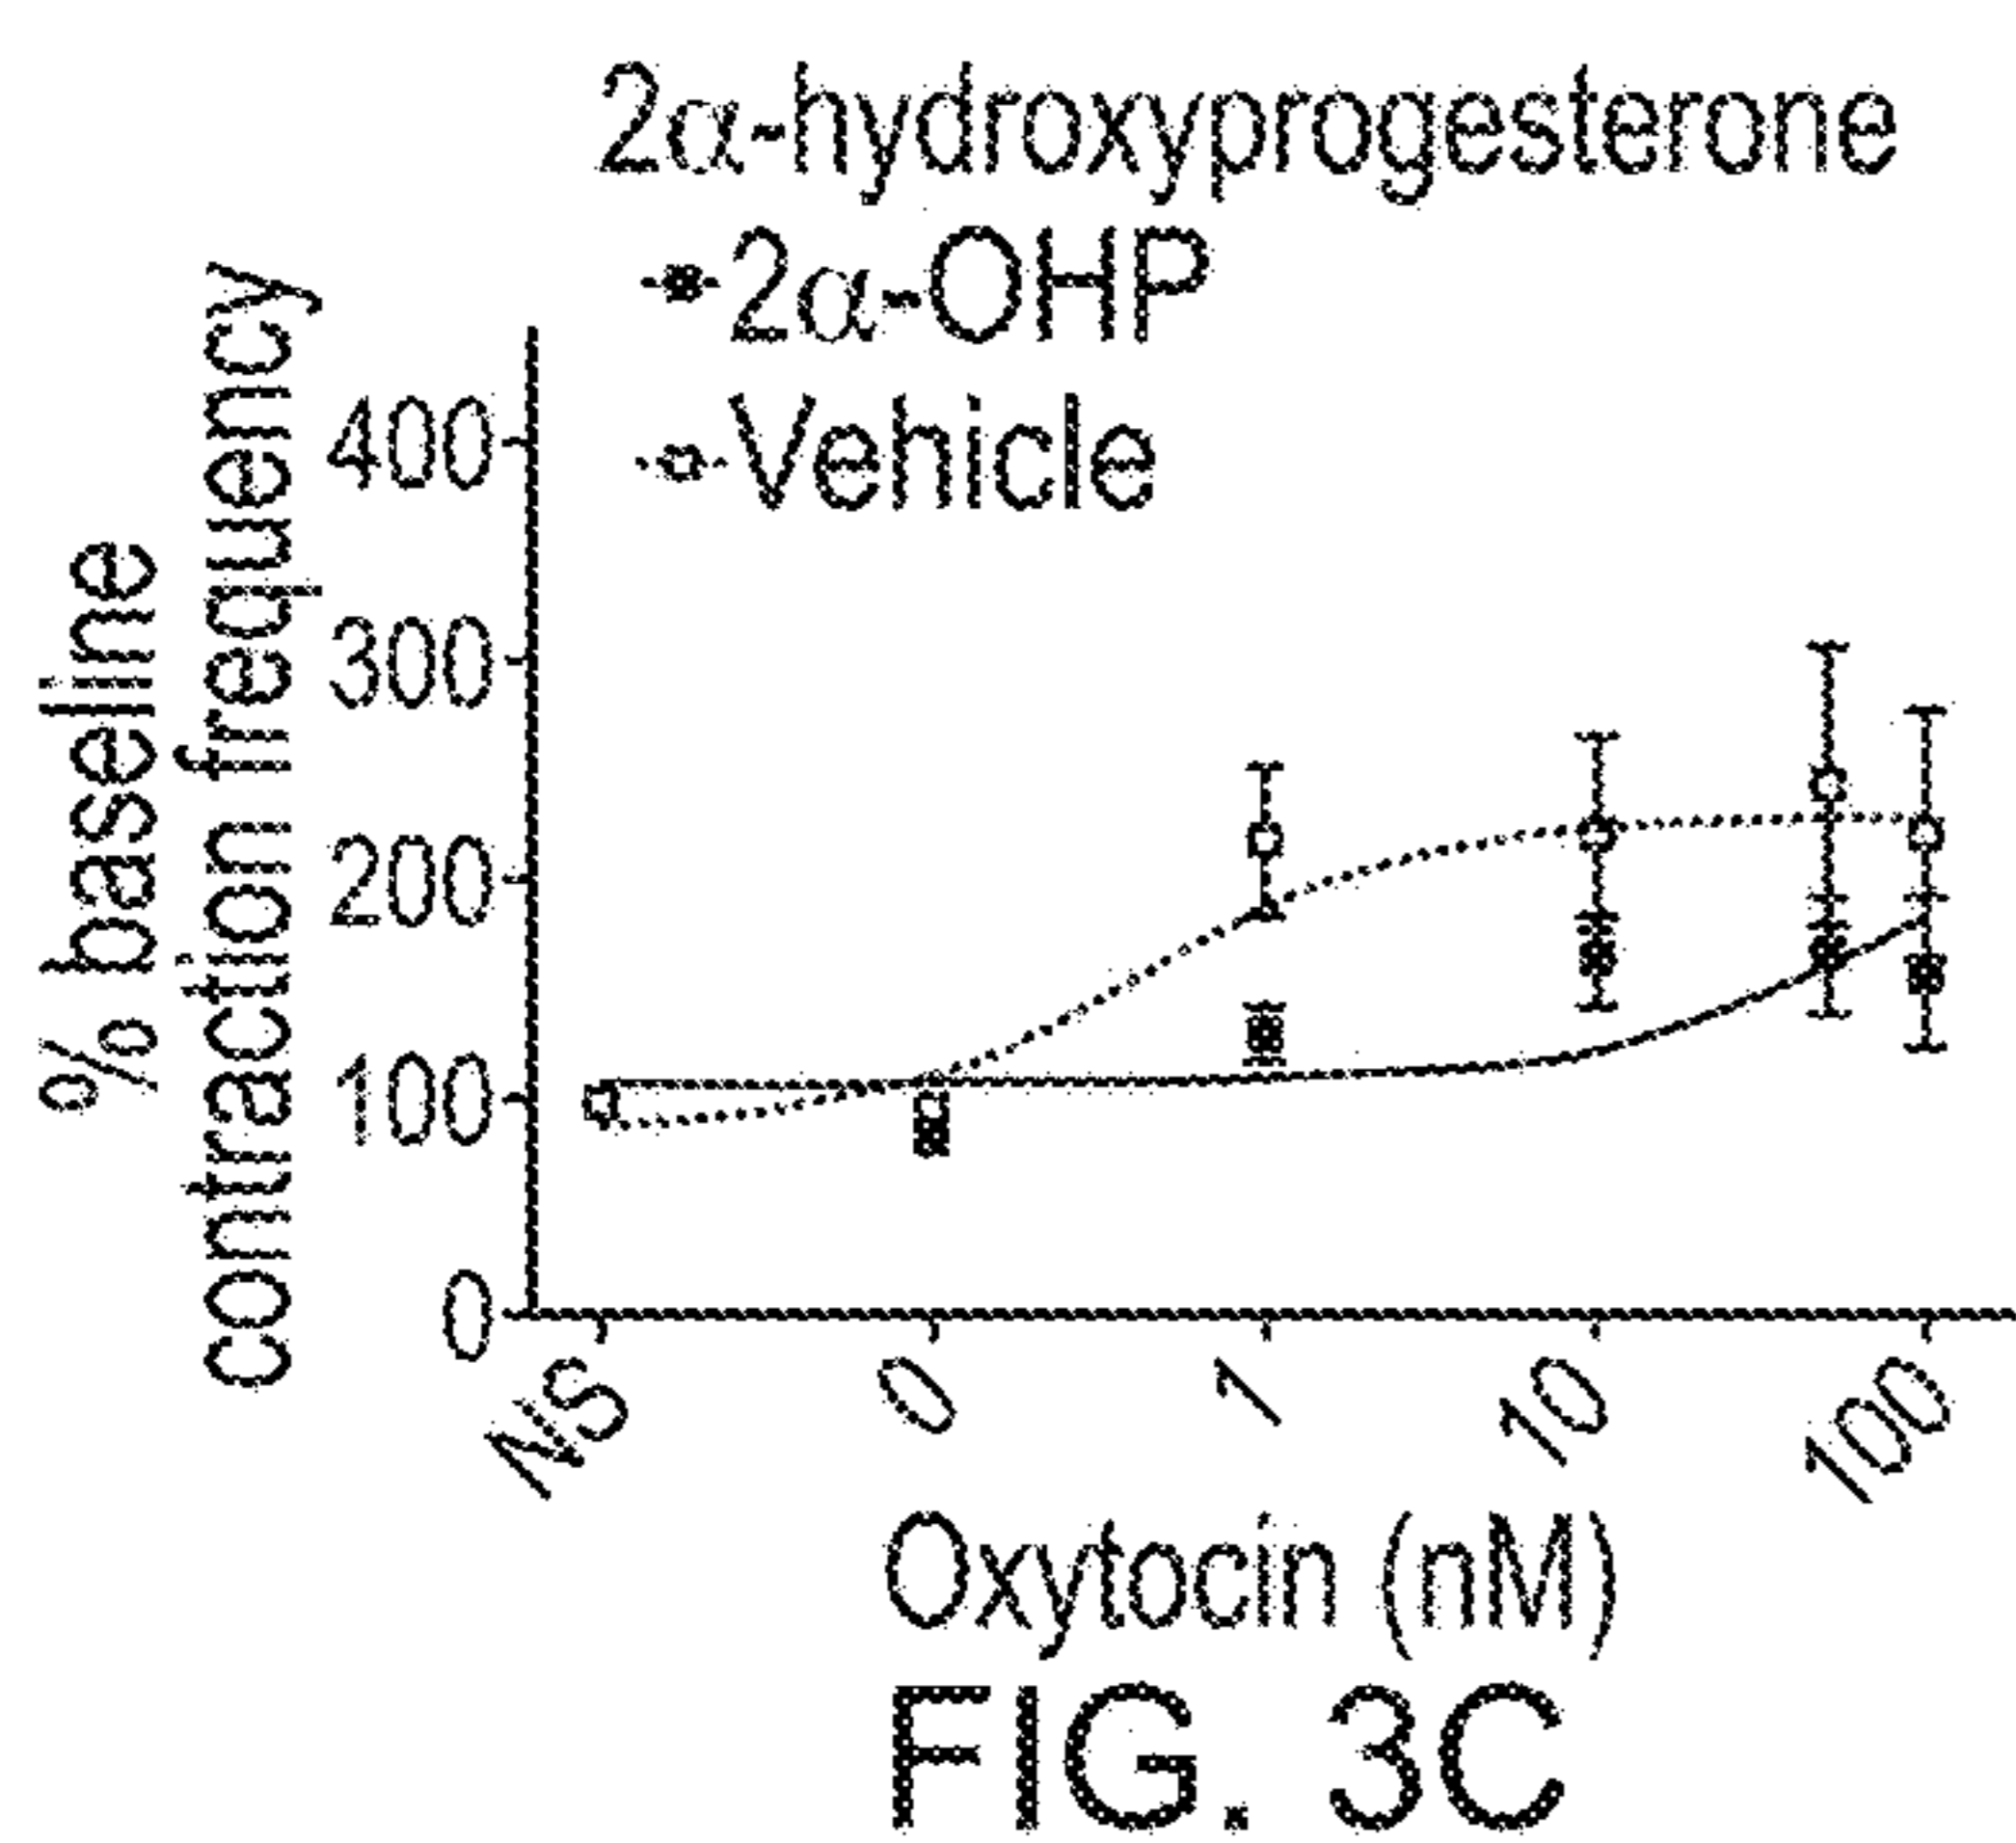 2α-hydroxyprogesterone
2α-OHP
Vehicle
% baseline
contraction frequency
400
300
200
100
0
NS
0
1
10
100
Oxytocin (nM)
FIG. 3C